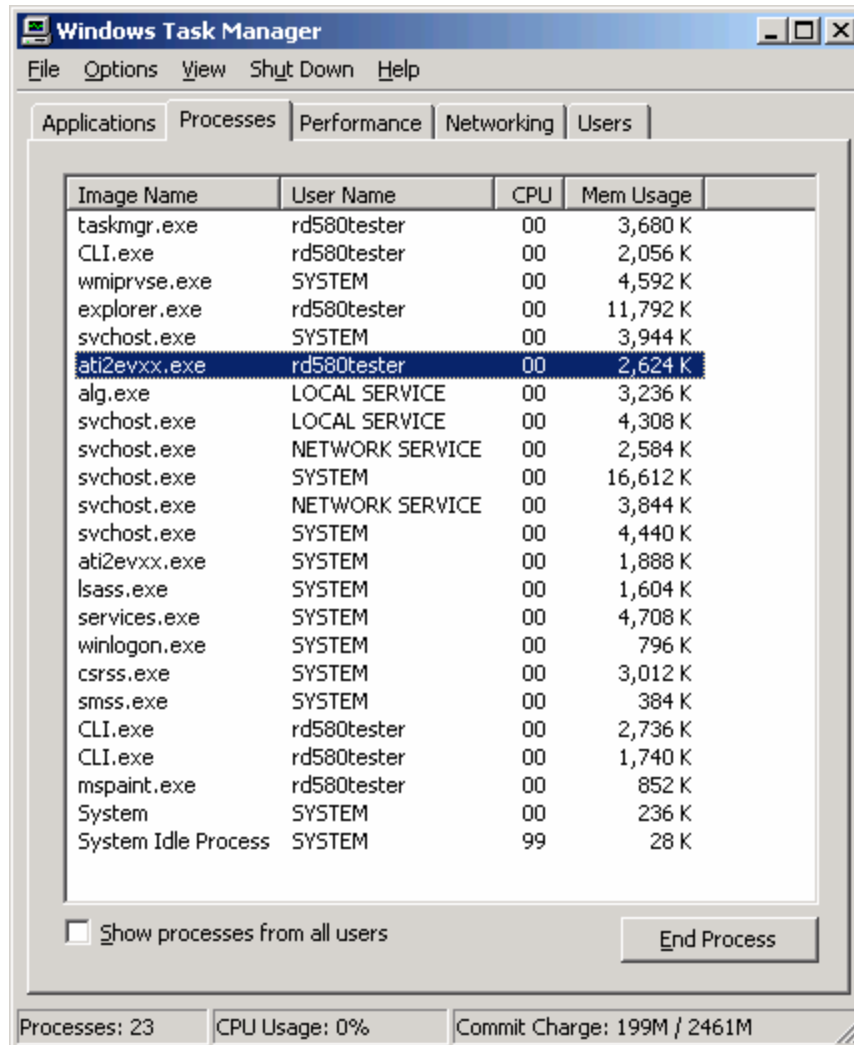 Windows Task Manager
File Options View Shut Down Help
Applications Processes Performance Networking Users
Image Name User Name CPU Mem Usage
taskmgr.exe rd580tester 00 3,680 K
CLI.exe rd580tester 00 2,056 K
wmiprvse.exe SYSTEM 00 4,592 K
explorer.exe rd580tester 00 11,792 K
svchost.exe SYSTEM 00 3,944 K
ati2evxx.exe rd580tester 00 2,624 K
alg.exe LOCAL SERVICE 00 3,236 K
svchost.exe LOCAL SERVICE 00 4,308 K
svchost.exe NETWORK SERVICE 00 2,584 K
svchost.exe SYSTEM 00 16,612 K
svchost.exe NETWORK SERVICE 00 3,844 K
svchost.exe SYSTEM 00 4,440 K
ati2evxx.exe SYSTEM 00 1,888 K
lsass.exe SYSTEM 00 1,604 K
services.exe SYSTEM 00 4,708 K
winlogon.exe SYSTEM 00 796 K
csrss.exe SYSTEM 00 3,012 K
smss.exe SYSTEM 00 384 K
CLI.exe rd580tester 00 2,736 K
CLI.exe rd580tester 00 1,740 K
mspaint.exe rd580tester 00 852 K
System SYSTEM 00 236 K
System Idle Process SYSTEM 99 28 K
Show processes from all users End Process
Processes: 23 CPU Usage: 0% Commit Charge: 199M / 2461M